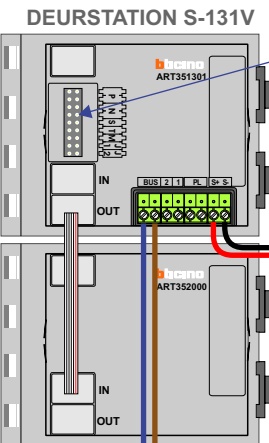 DEURSTATION S-131V
bticino
ART351301
P N S T M J 2
IN
OUT
BUS 2 1 PL S+ S-
bticino
ART352000
IN
OUT